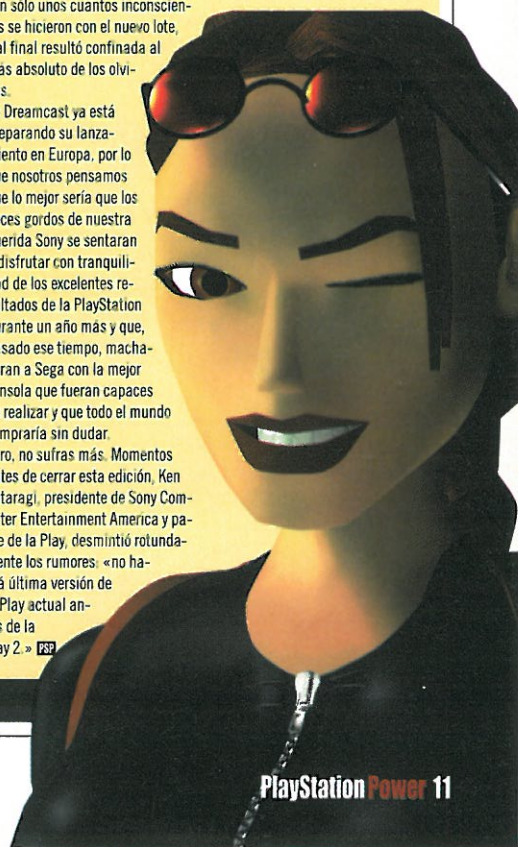 n sólo unos cuantos inconscien-
s se hicieron con el nuevo lote,
al final resultó confinada al
ás absoluto de los olvi-
s.
Dreamcast ya está
eparando su lanza-
iento en Europa, por lo
e nosotros pensamos
e lo mejor sería que los
ces gordos de nuestra
erida Sony se sentaran
disfrutar con tranquili-
d de los excelentes re-
ltados de la PlayStation
rante un año más y que,
sado ese tiempo, macha-
ran a Sega con la mejor
nsola que fueran capaces
realizar y que todo el mundo
mpraría sin dudar.
ro, no sufras más. Momentos
tes de cerrar esta edición, Ken
taragi, presidente de Sony Com-
ter Entertainment America y pa-
e de la Play, desmintió rotunda-
ente los rumores: «no ha-
á última versión de
Play actual an-
s de la
ay 2.» PSP
PlayStation Power 11